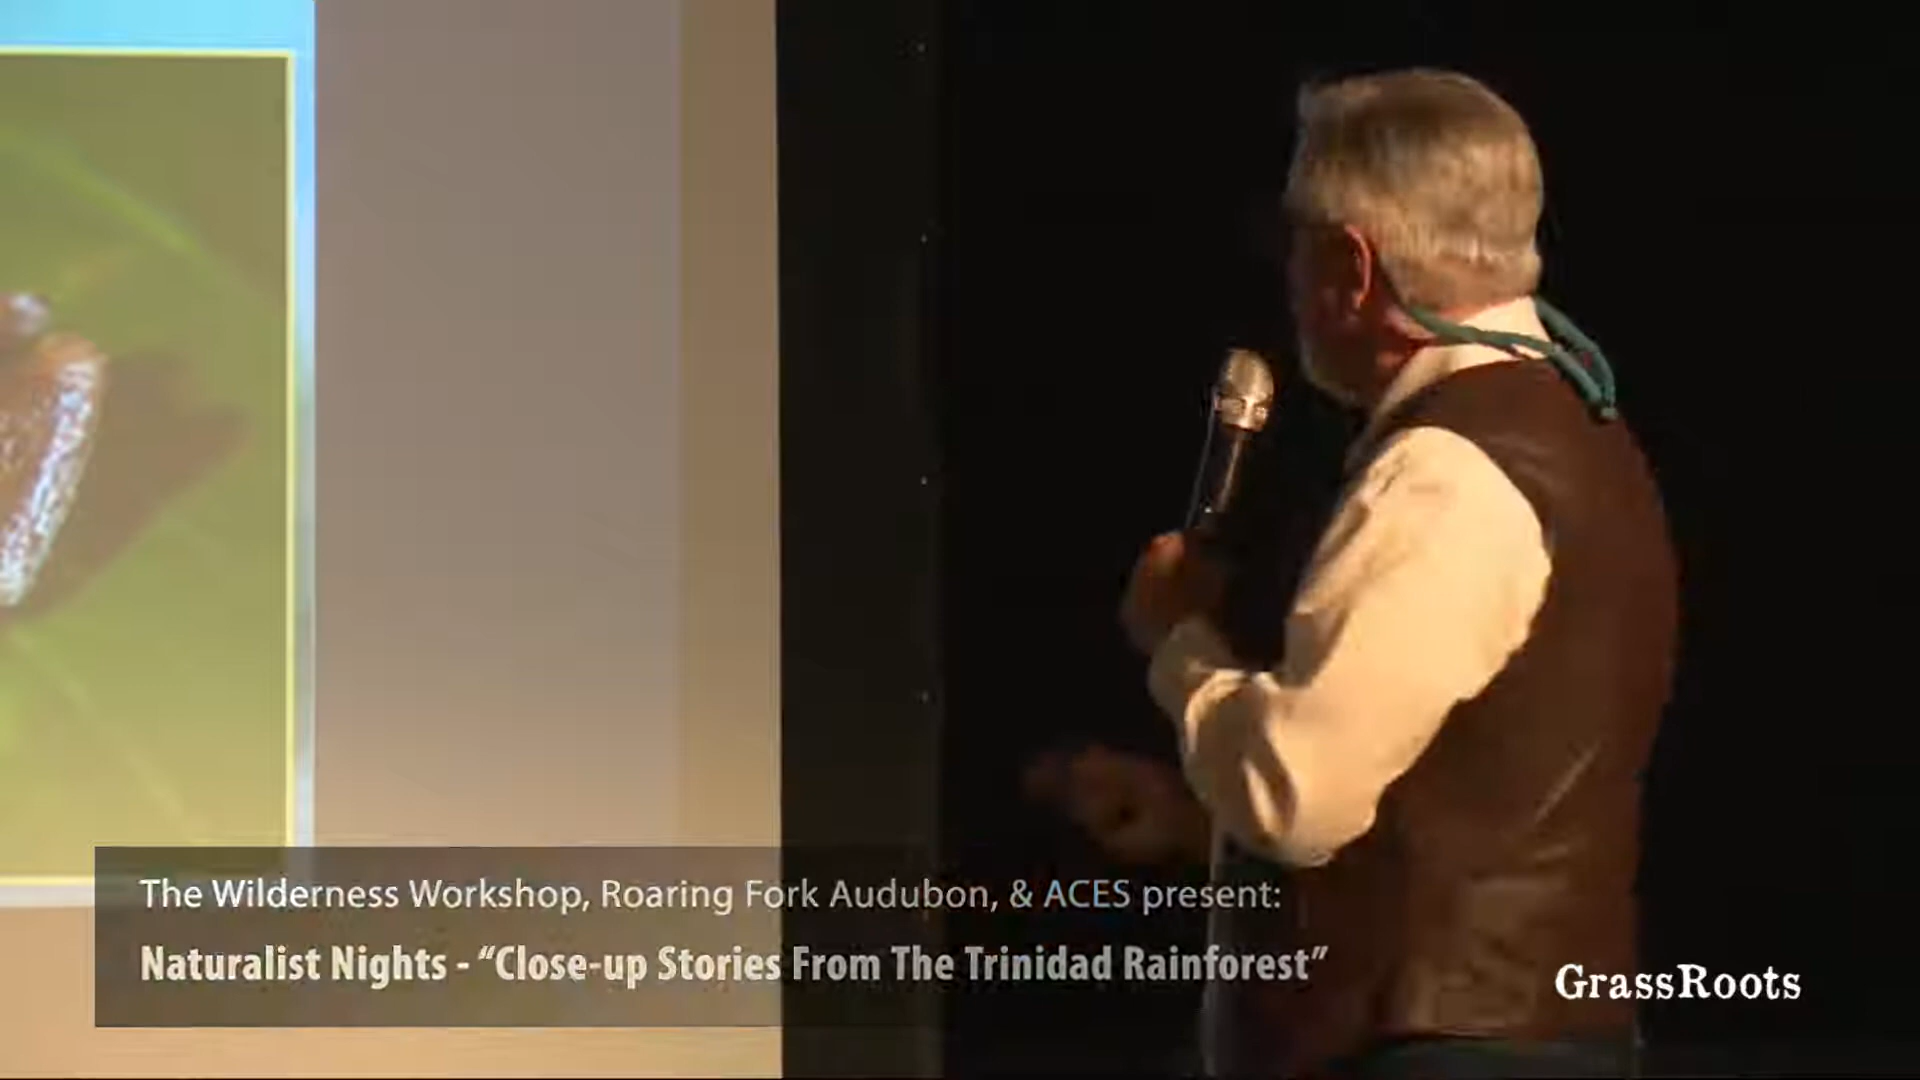 The Wilderness Workshop, Roaring Fork Audubon, & ACES present:
Naturalist Nights - “Close-up Stories From The Trinidad Rainforest”
GrassRoots